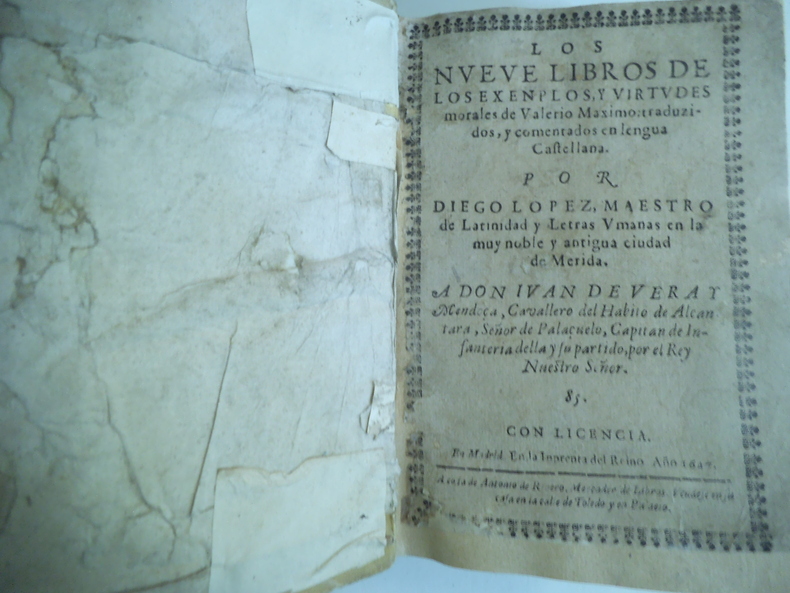 LOS
NVEVE LIBROS DE
LOS EXENPLOS, Y VIRTVDES
morales de Valerio Maximo: traduzi-
dos, y comentados en lengua
Caſtellana.
POR
DIEGO LOPEZ, MAESTRO
de Latinidad y Letras Vmanas en la
muy noble y antigua ciudad
de Merida.
A DON IVAN DE VERA Y
Mendoça, Cavallero del Habito de Alcan
tara, Señor de Palaçuelo, Capitan de In-
fanteria della y ſu partido, por el Rey
Nueſtro Señor.
85.
CON LICENCIA.
En Madrid. En la Inprenta del Reino. Año 1647.
A coſta de Antonio de Mercader de Libros. Vendeſe en ſu
caſa en la calle de Toledo y en Palacio.